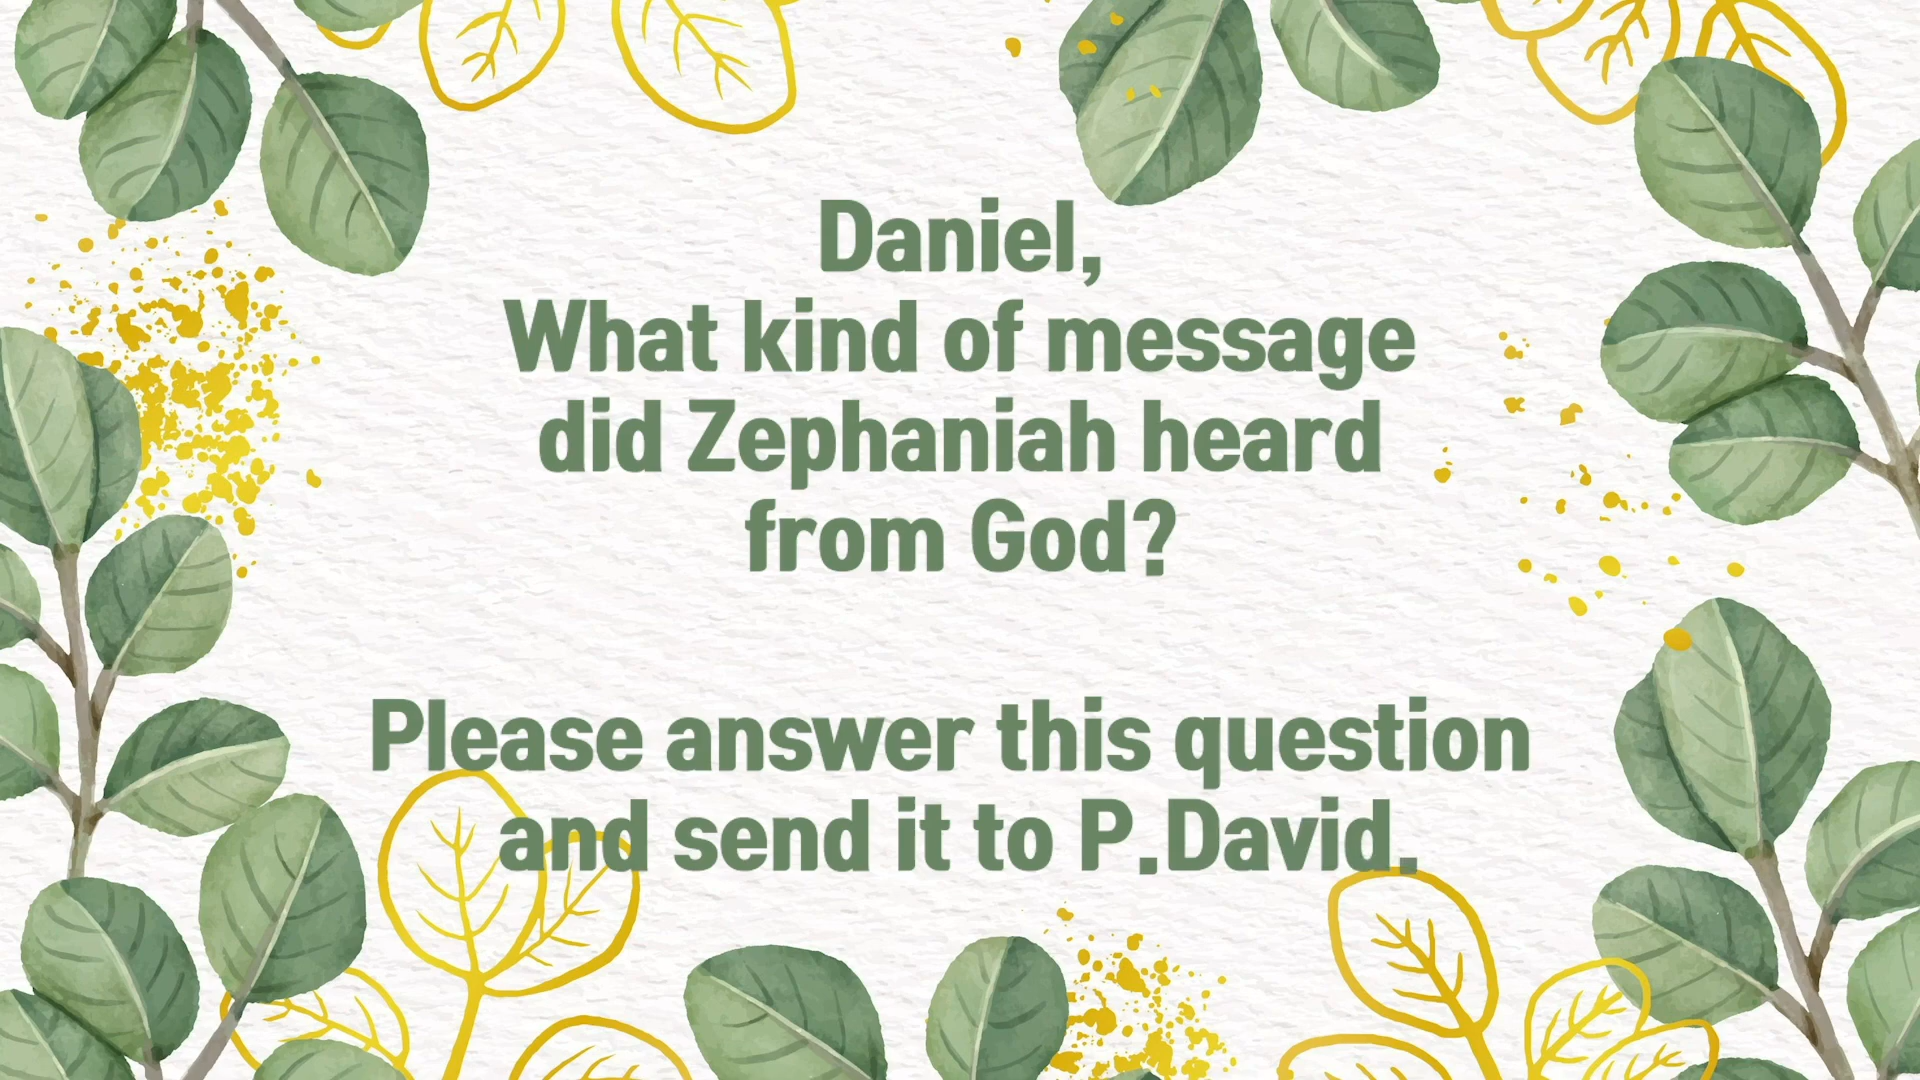 Daniel,
What kind of message
did Zephaniah heard
from God?
Please answer this question
and send it to P.David.